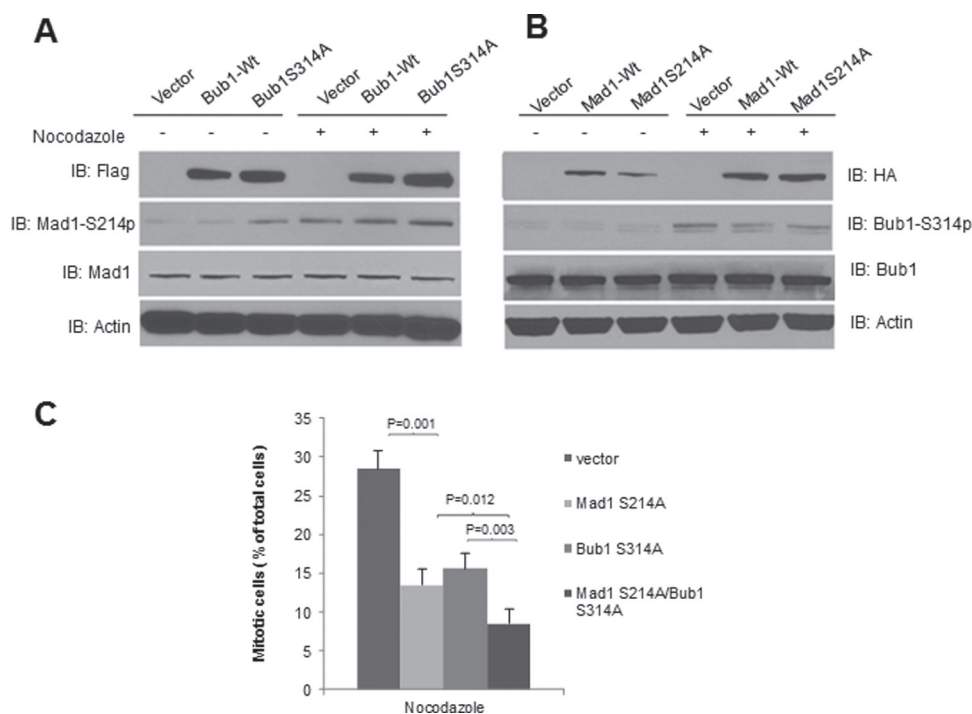 A
Vector Bub1-Wt Bub1S314A Vector Bub1-Wt Bub1S314A
Nocodazole - - - + + +
IB: Flag
IB: Mad1-S214p
IB: Mad1
IB: Actin
B
Vector Mad1-Wt Mad1S214A Vector Mad1-Wt Mad1S214A
- - - + + +
IB: HA
IB: Bub1-S314p
IB: Bub1
IB: Actin
C
Mitotic cells ( % of total cells)
35
30
25
20
15
10
5
0
P=0.001
P=0.012
P=0.003
Nocodazole
vector
Mad1 S214A
Bub1 S314A
Mad1 S214A/Bub1
S314A